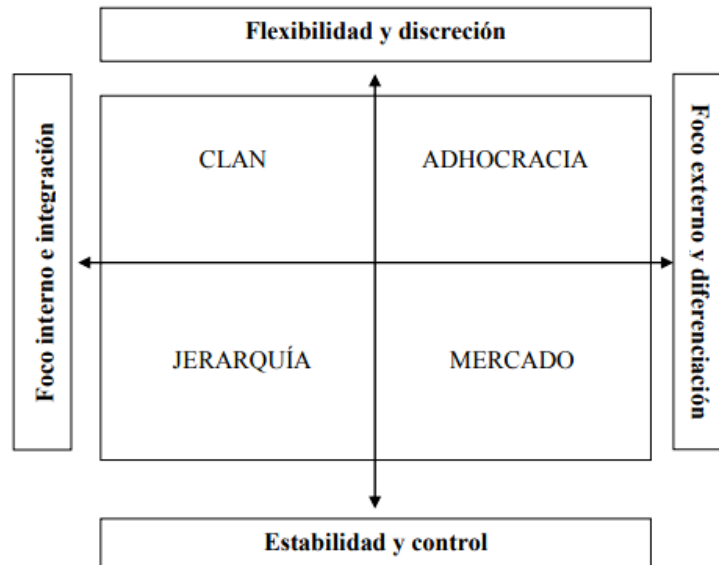 Flexibilidad y discreción
Foco interno e integración
CLAN
ADHOCRACIA
Foco externo y diferenciación
JERARQUÍA
MERCADO
Estabilidad y control